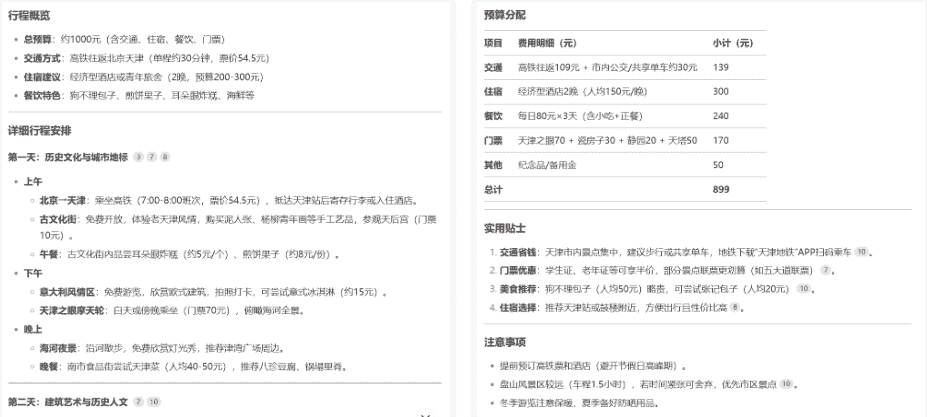 行程概览
总预算：约1000元（含交通、住宿、餐饮、门票）
交通方式：高铁往返北京天津（单程约30分钟，票价54.5元）
住宿建议：经济型酒店或青年旅舍（2晚，预算200-300元）
餐饮特色：狗不理包子、煎饼果子、耳朵眼炸糕、海鲜等
详细行程安排
第一天：历史文化与城市地标 3 7 8
上午
北京→天津：乘坐高铁（7:00-8:00班次，票价54.5元），抵达天津站后寄存行李或入住酒店。
古文化街：免费开放，体验老天津风情，购买泥人张、杨柳青年画等手工艺品，参观天后宫（门票
10元）。
午餐：古文化街内品尝耳朵眼炸糕（约5元/个）、煎饼果子（约8元/份）。
下午
意大利风情区：免费游览，欣赏欧式建筑，拍照打卡，可尝试意式冰淇淋（约15元）。
天津之眼摩天轮：白天或傍晚乘坐（门票70元），俯瞰海河全景。
晚上
海河夜景：沿河散步，免费欣赏灯光秀，推荐津湾广场周边。
晚餐：南市食品街尝试天津菜（人均40-50元），推荐八珍豆腐、锅塌里脊。
第二天：建筑艺术与历史人文 7 10
预算分配
项目 费用明细（元） 小计（元）
交通 高铁往返109元 + 市内公交/共享单车约30元 139
住宿 经济型酒店2晚（人均150元/晚） 300
餐饮 每日80元×3天（含小吃+正餐） 240
门票 天津之眼70 + 瓷房子30 + 静园20 + 天塔50 170
其他 纪念品/备用金 50
总计 899
实用贴士
1. 交通省钱：天津市内景点集中，建议步行或共享单车，地铁下载“天津地铁”APP扫码乘车 10 。
2. 门票优惠：学生证、老年证等可享半价，部分景点联票更划算（如五大道联票） 7 。
3. 美食推荐：狗不理包子（人均50元）略贵，可尝试张记包子（人均20元） 10 。
4. 住宿选择：推荐天津站或鼓楼附近，方便出行且性价比高 8 。
注意事项
提前预订高铁票和酒店（避开节假日高峰期）。
盘山风景区较远（车程1.5小时），若时间紧张可舍弃，优先市区景点 10 。
冬季游览注意保暖，夏季备好防晒用品。